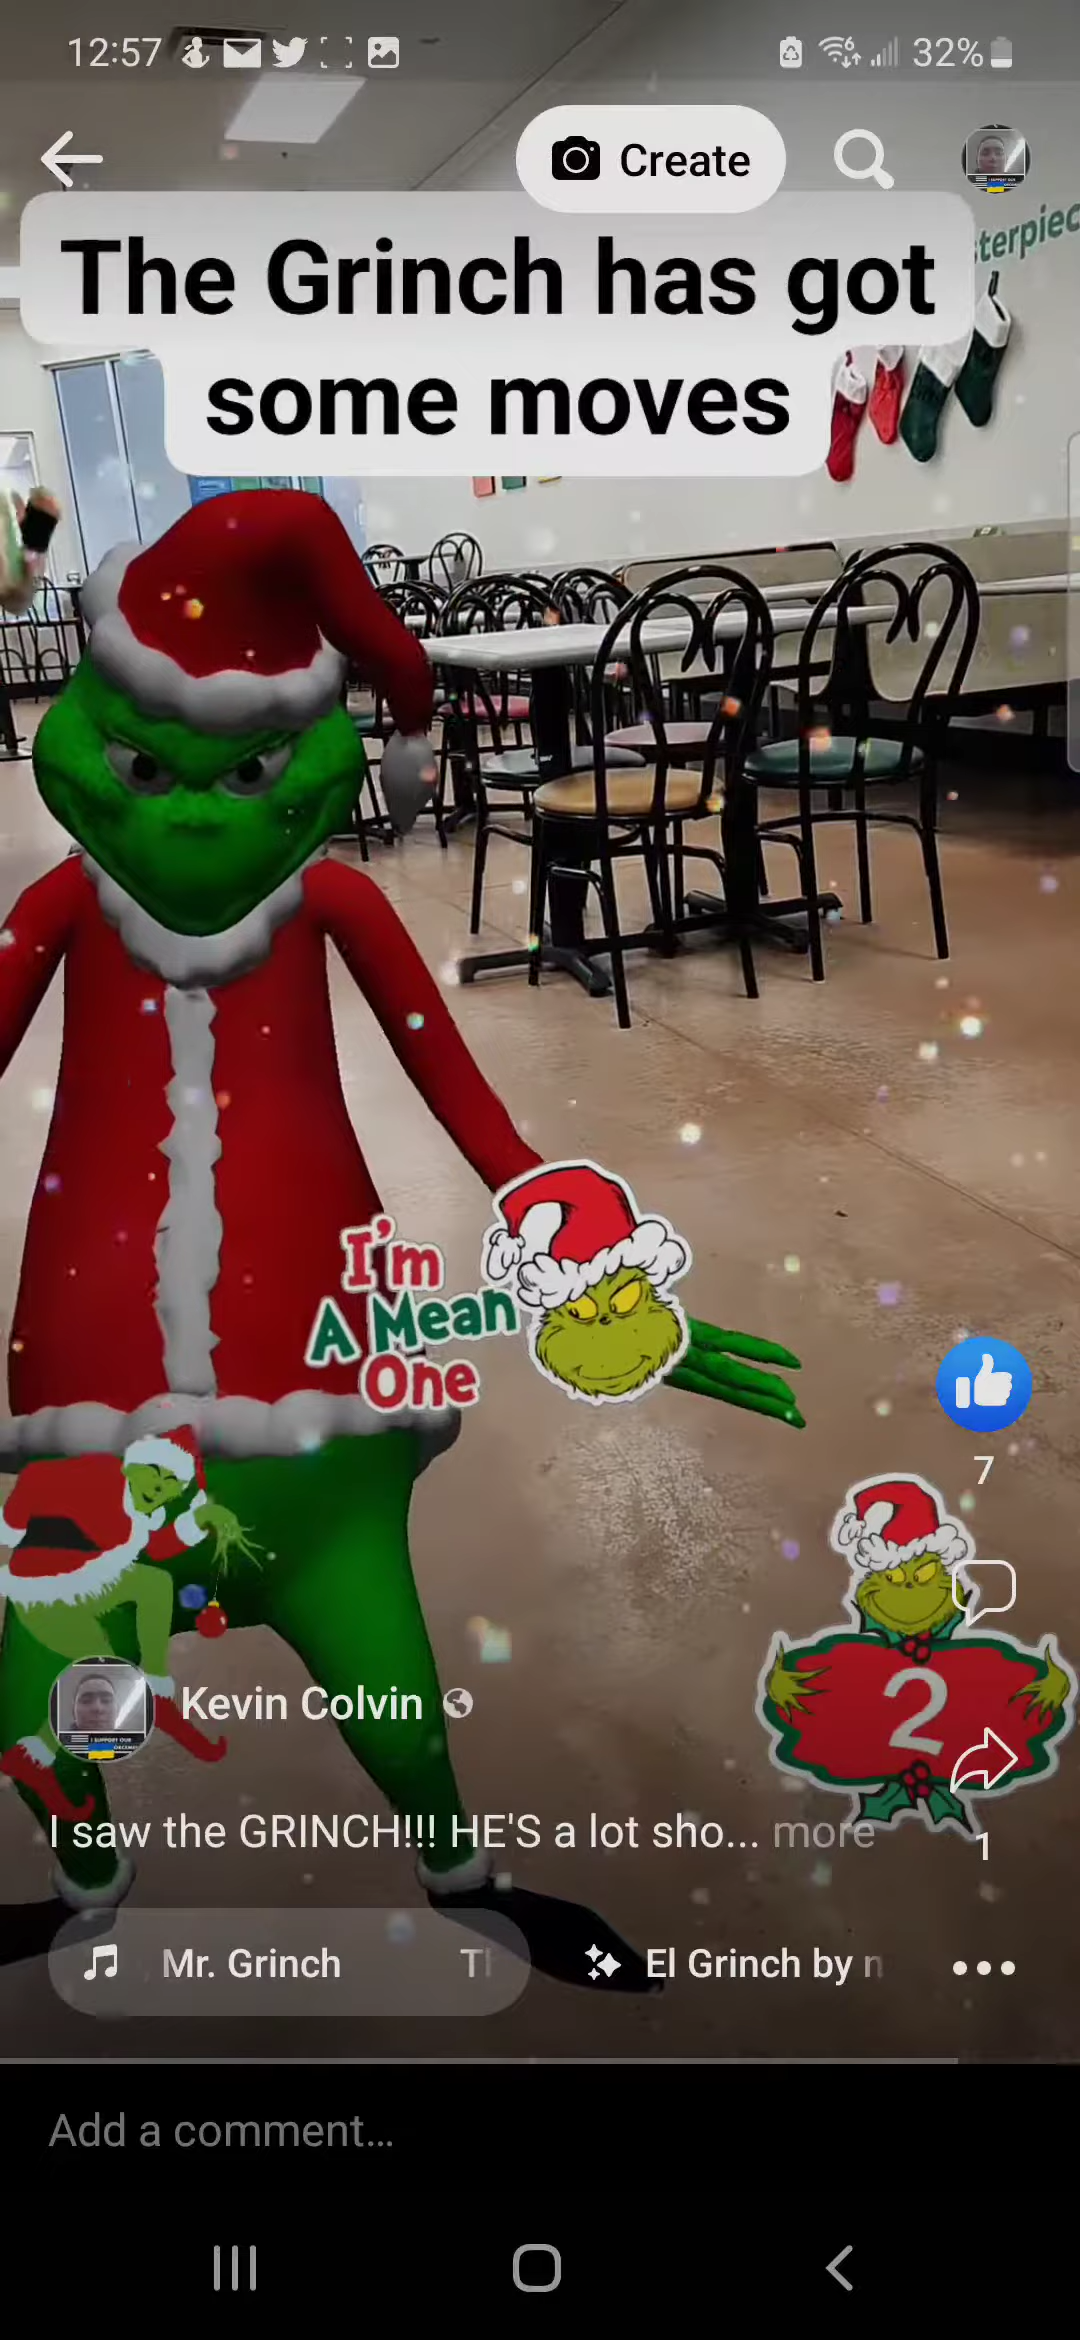 12:57
32%
Create
The Grinch has got
some moves
I'm
A Mean
One
7
2
Kevin Colvin
I saw the GRINCH!!! HE'S a lot sho... more
1
Mr. Grinch
El Grinch by
Add a comment...